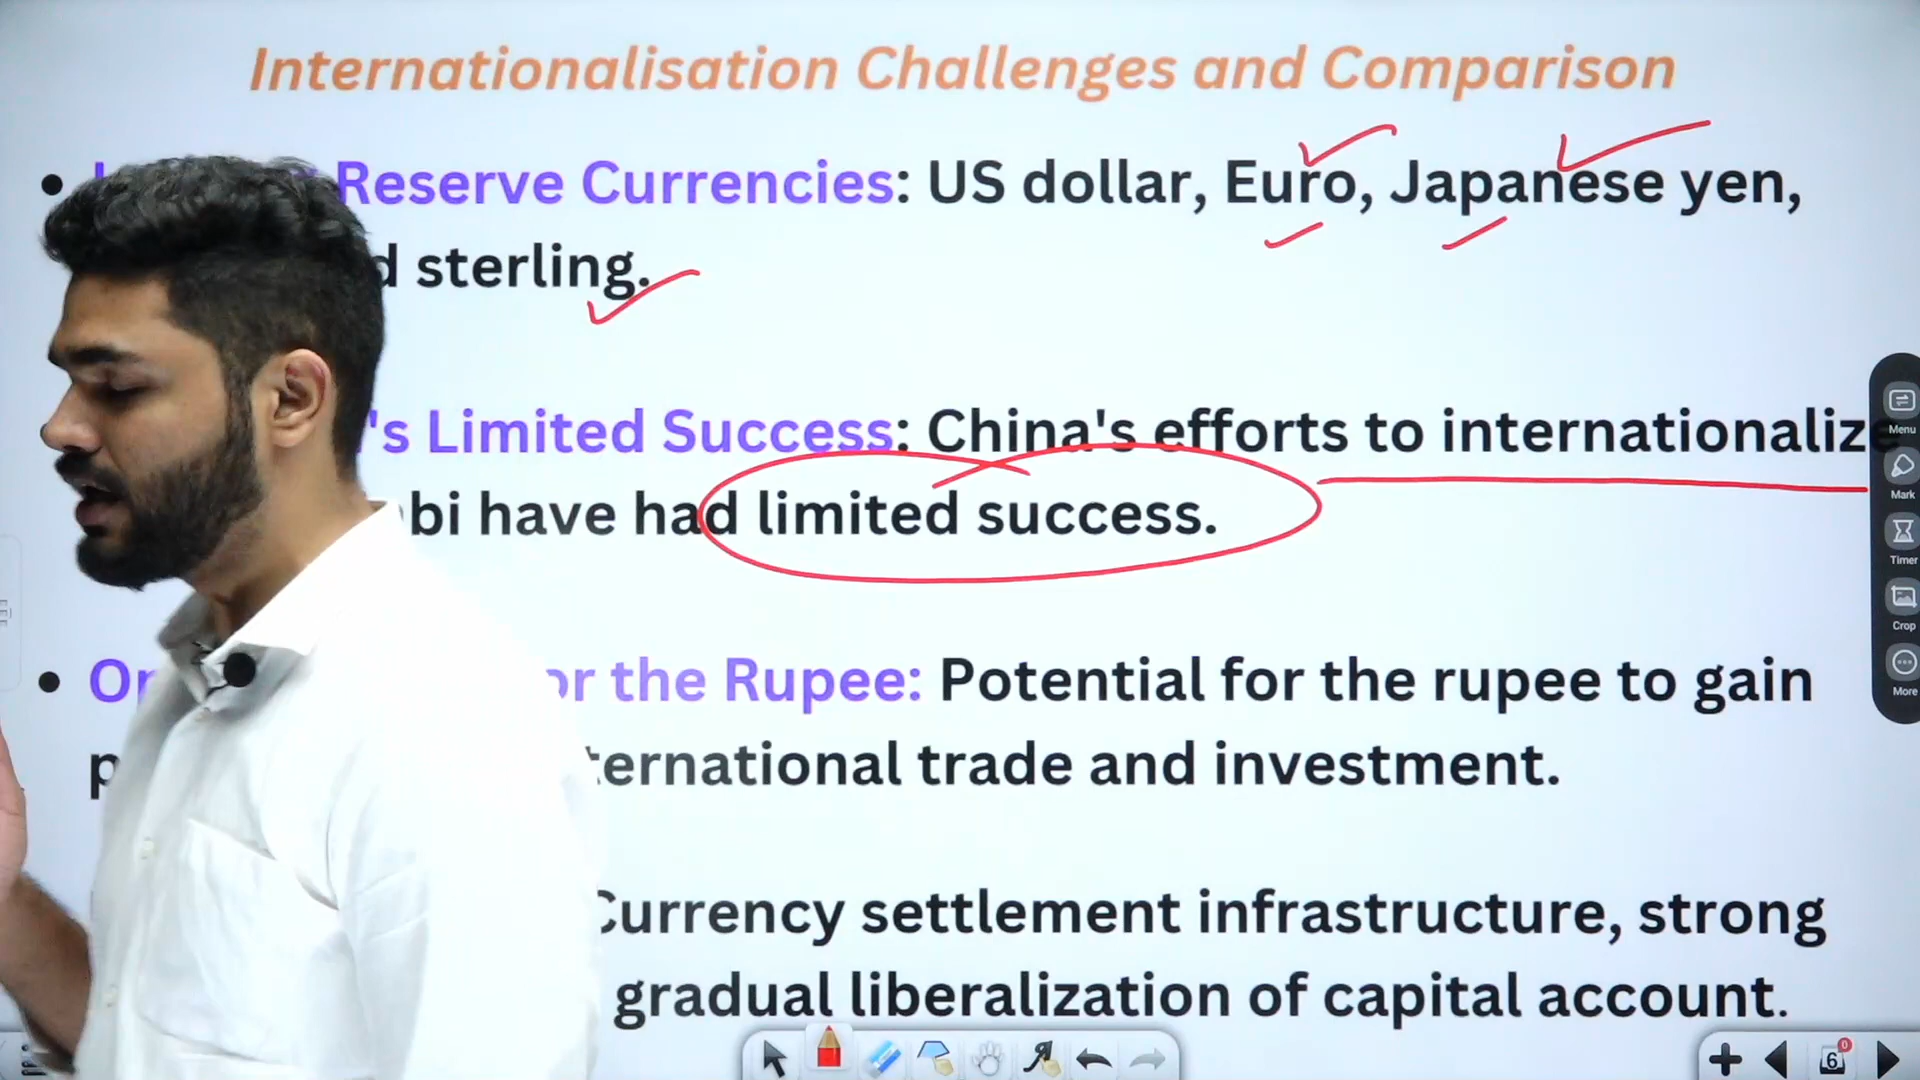 Internationalisation Challenges and Comparison
Reserve Currencies: US dollar, Euro, Japanese yen,
sterling.
's Limited Success: China's efforts to internationalize
bi have had limited success.
or the Rupee: Potential for the rupee to gain
ternational trade and investment.
Currency settlement infrastructure, strong
gradual liberalization of capital account.
Menu
Mark
Timer
Crop
More
6
0